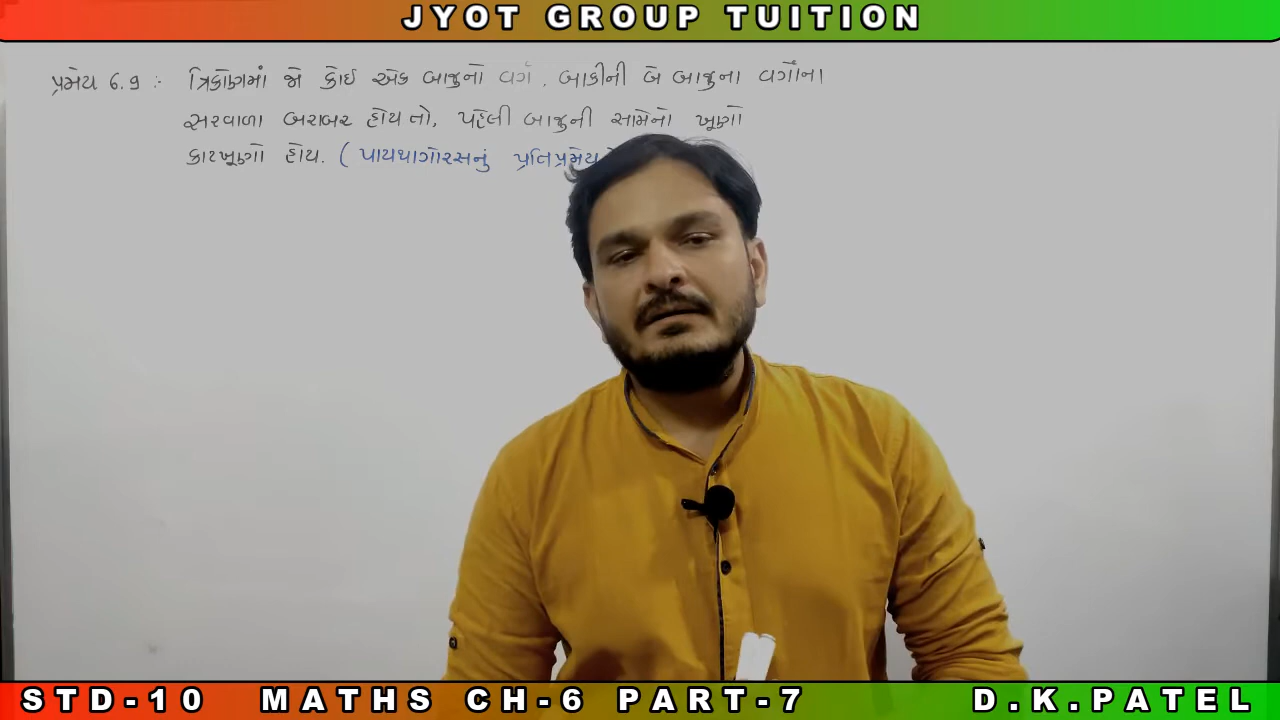 JYOT GROUP TUITION
પ્રમેય 6.9 :- ત્રિકોણમાં જો કોઈ એક બાજુનો વર્ગ, બાકીની બે બાજુના વર્ગોના
સરવાળા બરાબર હોય તો, પહેલી બાજુની સામેનો ખૂણો
કાટખૂણો હોય. ( પાયથાગોરસનું પ્રતિપ્રમેય
STD-10 MATHS CH-6 PART-7 D.K.PATEL